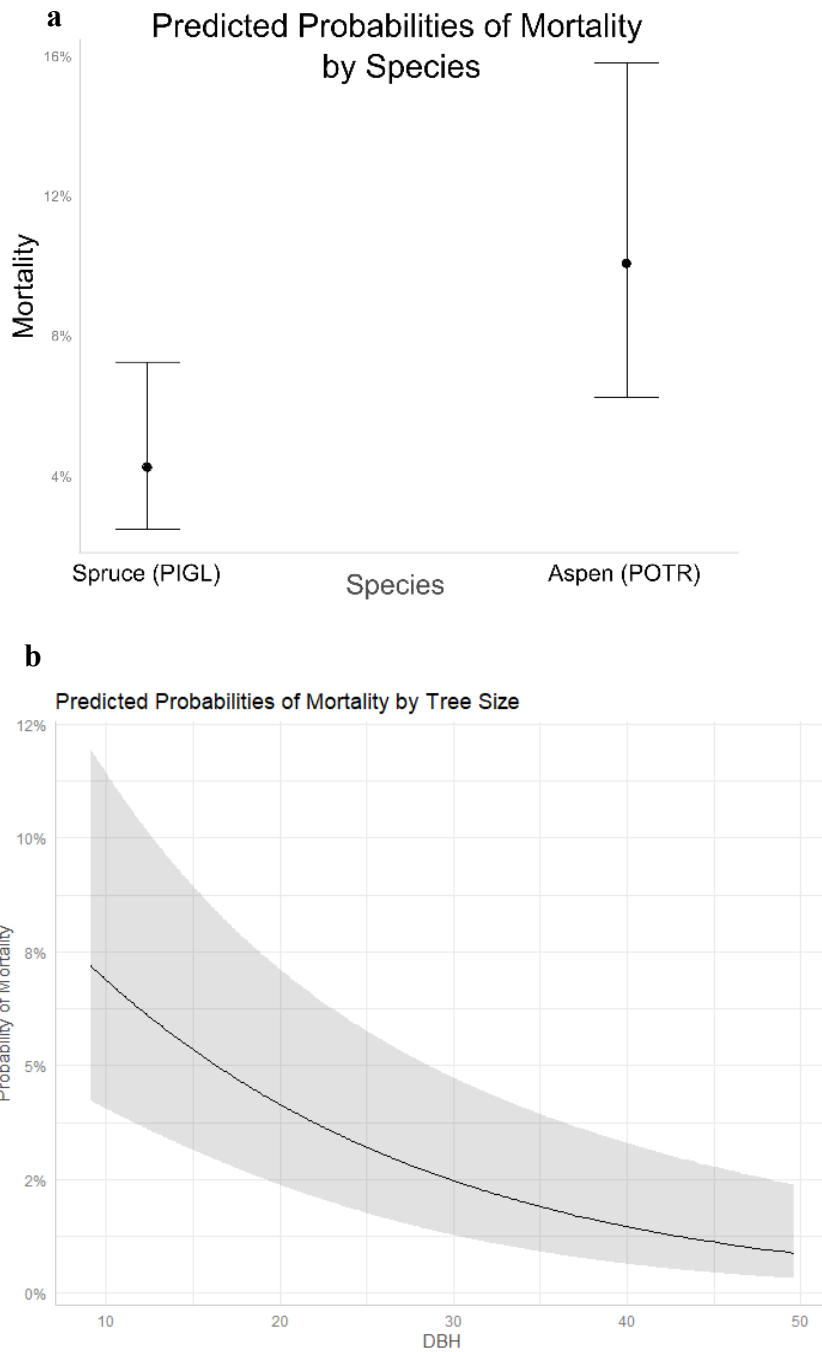 a
Predicted Probabilities of Mortality
by Species
16%
12%
8%
4%
Mortality
Spruce (PIGL)
Aspen (POTR)
Species
b
Predicted Probabilities of Mortality by Tree Size
12%
10%
8%
5%
2%
0%
Probability of Mortality
10
20
30
40
50
DBH